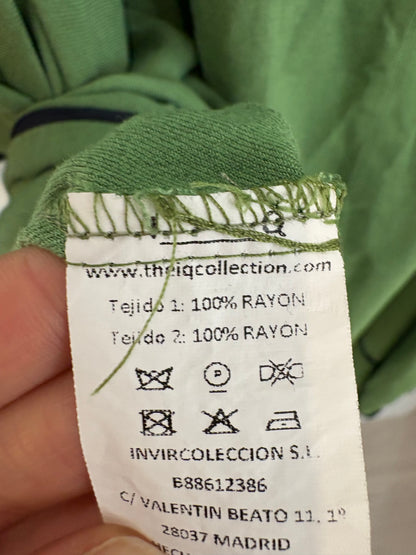 www.theiqcollection.com
Tejido 1: 100% RAYON
Tejido 2: 100% RAYON
P
INVIRCOLECCION S.L.
B88612386
C/ VALENTIN BEATO 11, 1º
28037 MADRID